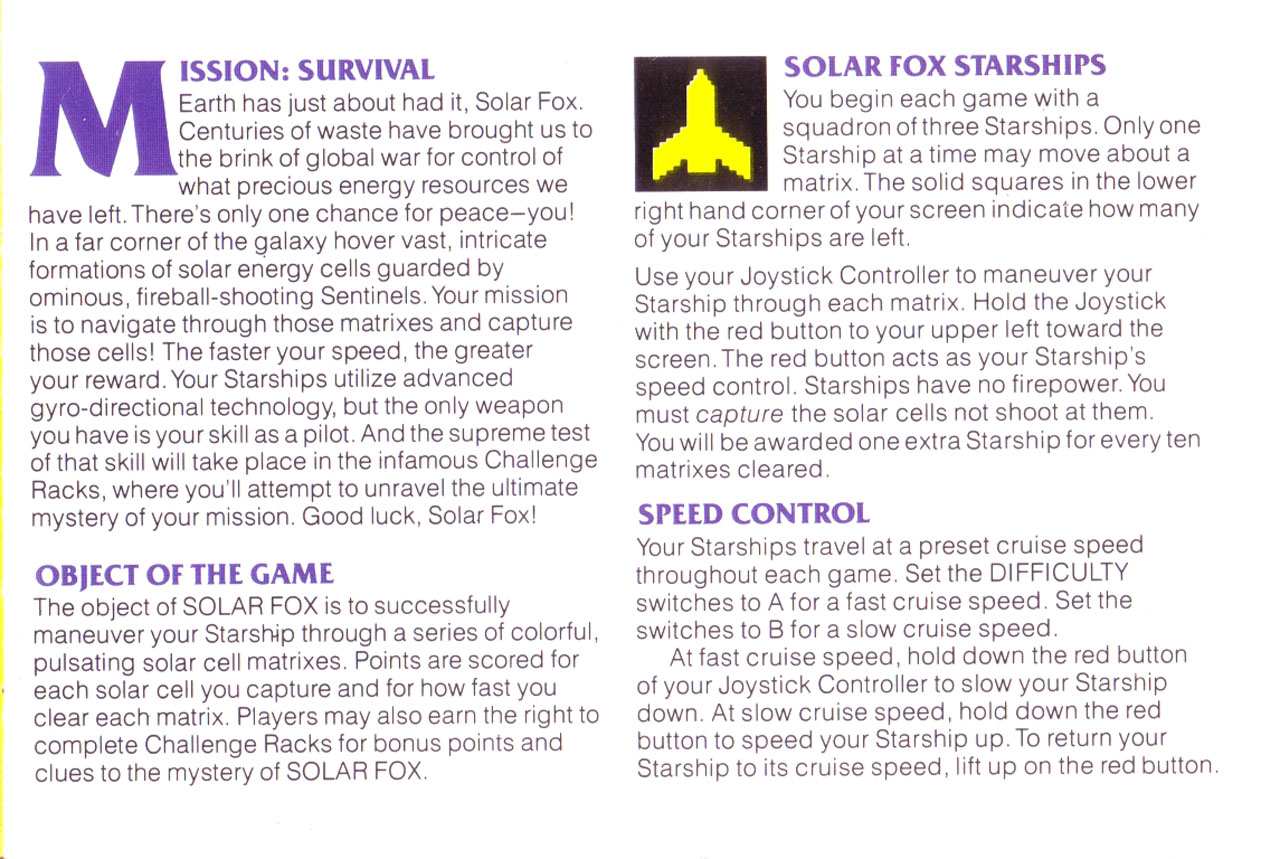 MISSION: SURVIVAL
Earth has just about had it, Solar Fox.
Centuries of waste have brought us to
the brink of global war for control of
what precious energy resources we
have left. There's only one chance for peace—you!
In a far corner of the galaxy hover vast, intricate
formations of solar energy cells guarded by
ominous, fireball-shooting Sentinels. Your mission
is to navigate through those matrixes and capture
those cells! The faster your speed, the greater
your reward. Your Starships utilize advanced
gyro-directional technology, but the only weapon
you have is your skill as a pilot. And the supreme test
of that skill will take place in the infamous Challenge
Racks, where you'll attempt to unravel the ultimate
mystery of your mission. Good luck, Solar Fox!
OBJECT OF THE GAME
The object of SOLAR FOX is to successfully
maneuver your Starship through a series of colorful,
pulsating solar cell matrixes. Points are scored for
each solar cell you capture and for how fast you
clear each matrix. Players may also earn the right to
complete Challenge Racks for bonus points and
clues to the mystery of SOLAR FOX.
SOLAR FOX STARSHIPS
You begin each game with a
squadron of three Starships. Only one
Starship at a time may move about a
matrix. The solid squares in the lower
right hand corner of your screen indicate how many
of your Starships are left.
Use your Joystick Controller to maneuver your
Starship through each matrix. Hold the Joystick
with the red button to your upper left toward the
screen. The red button acts as your Starship's
speed control. Starships have no firepower. You
must capture the solar cells not shoot at them.
You will be awarded one extra Starship for every ten
matrixes cleared.
SPEED CONTROL
Your Starships travel at a preset cruise speed
throughout each game. Set the DIFFICULTY
switches to A for a fast cruise speed. Set the
switches to B for a slow cruise speed.
At fast cruise speed, hold down the red button
of your Joystick Controller to slow your Starship
down. At slow cruise speed, hold down the red
button to speed your Starship up. To return your
Starship to its cruise speed, lift up on the red button.